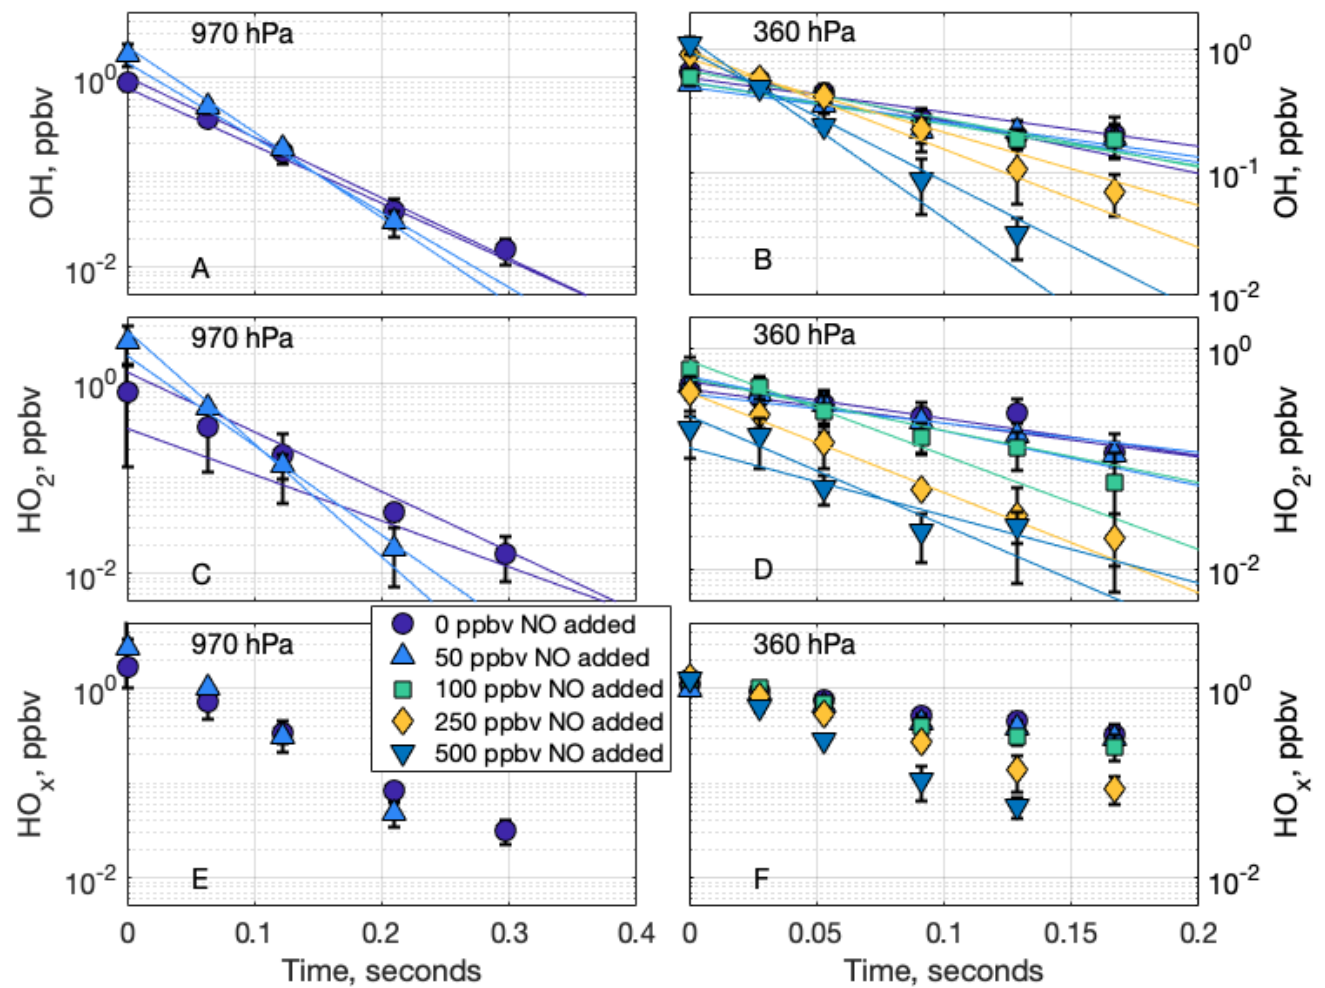 970 hPa
360 hPa
10^0
10^-2
OH, ppbv
A
10^0
10^-1
10^-2
OH, ppbv
B
970 hPa
360 hPa
10^0
10^-2
HO_2, ppbv
C
10^0
10^-2
HO_2, ppbv
D
970 hPa
360 hPa
0 ppbv NO added
50 ppbv NO added
100 ppbv NO added
250 ppbv NO added
500 ppbv NO added
10^0
10^-2
HO_x, ppbv
E
10^0
10^-2
HO_x, ppbv
F
0 0.1 0.2 0.3 0.4
0 0.05 0.1 0.15 0.2
Time, seconds
Time, seconds